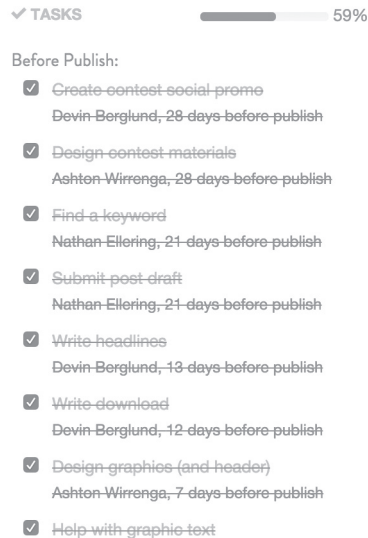 TASKS 59%
Before Publish:
Create contest social promo
Devin Berglund, 28 days before publish
Design contest materials
Ashton Wirrenga, 28 days before publish
Find a keyword
Nathan Ellering, 21 days before publish
Submit post draft
Nathan Ellering, 21 days before publish
Write headlines
Devin Berglund, 13 days before publish
Write download
Devin Berglund, 12 days before publish
Design graphics (and header)
Ashton Wirrenga, 7 days before publish
Help with graphic text